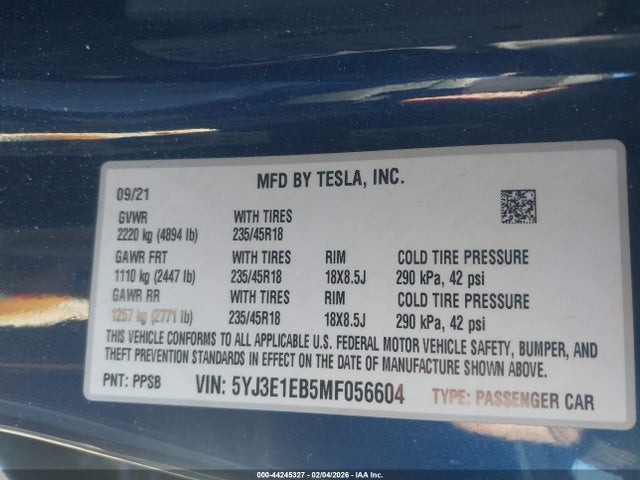 MFD BY TESLA, INC.
09/21
GVWR WITH TIRES
2220 kg (4894 lb) 235/45R18
GAWR FRT WITH TIRES RIM COLD TIRE PRESSURE
1110 kg (2447 lb) 235/45R18 18X8.5J 290 kPa, 42 psi
GAWR RR WITH TIRES RIM COLD TIRE PRESSURE
1257 kg (2771 lb) 235/45R18 18X8.5J 290 kPa, 42 psi
THIS VEHICLE CONFORMS TO ALL APPLICABLE U.S. FEDERAL MOTOR VEHICLE SAFETY, BUMPER, AND
THEFT PREVENTION STANDARDS IN EFFECT ON THE DATE OF MANUFACTURE SHOWN ABOVE.
PNT: PPSB VIN: 5YJ3E1EB5MF056604 TYPE: PASSENGER CAR
000-44245327 - 02/04/2026 - IAA Inc.